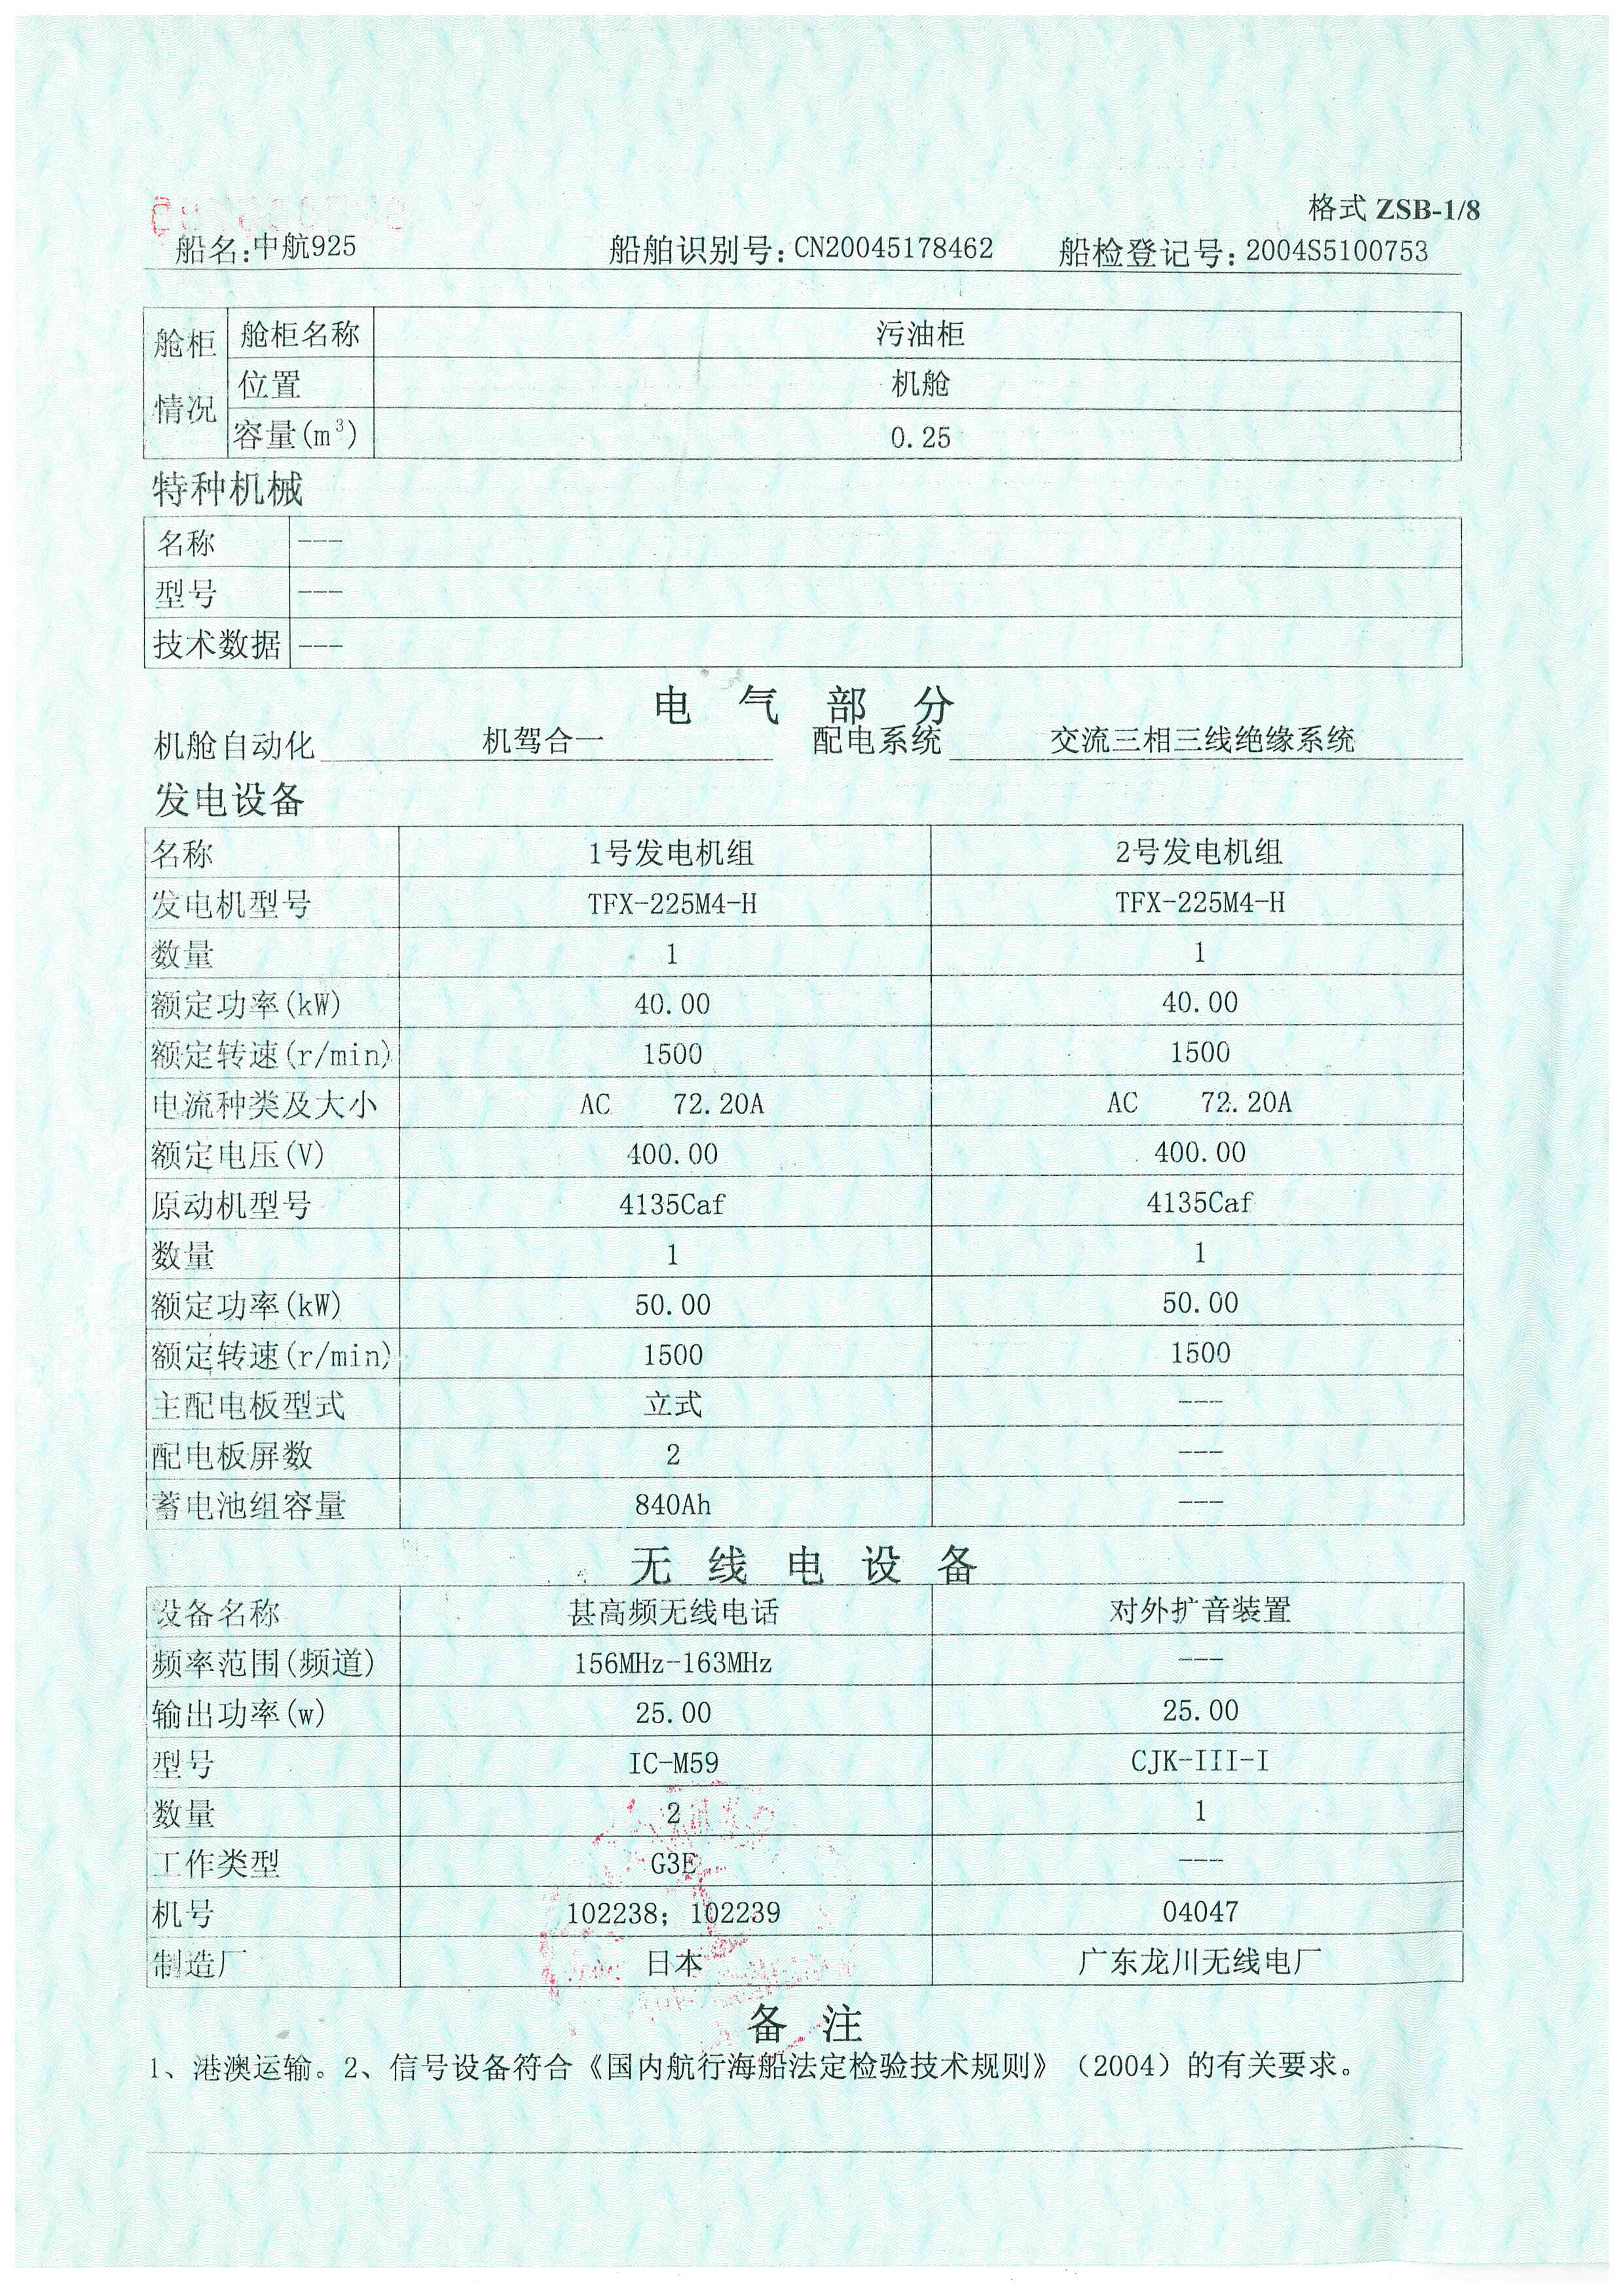 格式 ZSB-1/8
船名:中航925 船舶识别号:CN20045178462 船检登记号:2004S5100753
舱柜情况 舱柜名称 污油柜
位置 机舱
容量(m³) 0.25
特种机械
名称 ---
型号 ---
技术数据 ---
电气部分
机舱自动化 机驾合一 配电系统 交流三相三线绝缘系统
发电设备
名称 1号发电机组 2号发电机组
发电机型号 TFX-225M4-H TFX-225M4-H
数量 1 1
额定功率(kW) 40.00 40.00
额定转速(r/min) 1500 1500
电流种类及大小 AC 72.20A AC 72.20A
额定电压(V) 400.00 400.00
原动机型号 4135Caf 4135Caf
数量 1 1
额定功率(kW) 50.00 50.00
额定转速(r/min) 1500 1500
主配电板型式 立式 ---
配电板屏数 2 ---
蓄电池组容量 840Ah ---
无线电设备
设备名称 甚高频无线电话 对外扩音装置
频率范围(频道) 156MHz-163MHz ---
输出功率(w) 25.00 25.00
型号 IC-M59 CJK-III-I
数量 2 1
工作类型 G3E ---
机号 102238; 102239 04047
制造厂 日本 广东龙川无线电厂
备注
1、港澳运输。2、信号设备符合《国内航行海船法定检验技术规则》（2004）的有关要求。